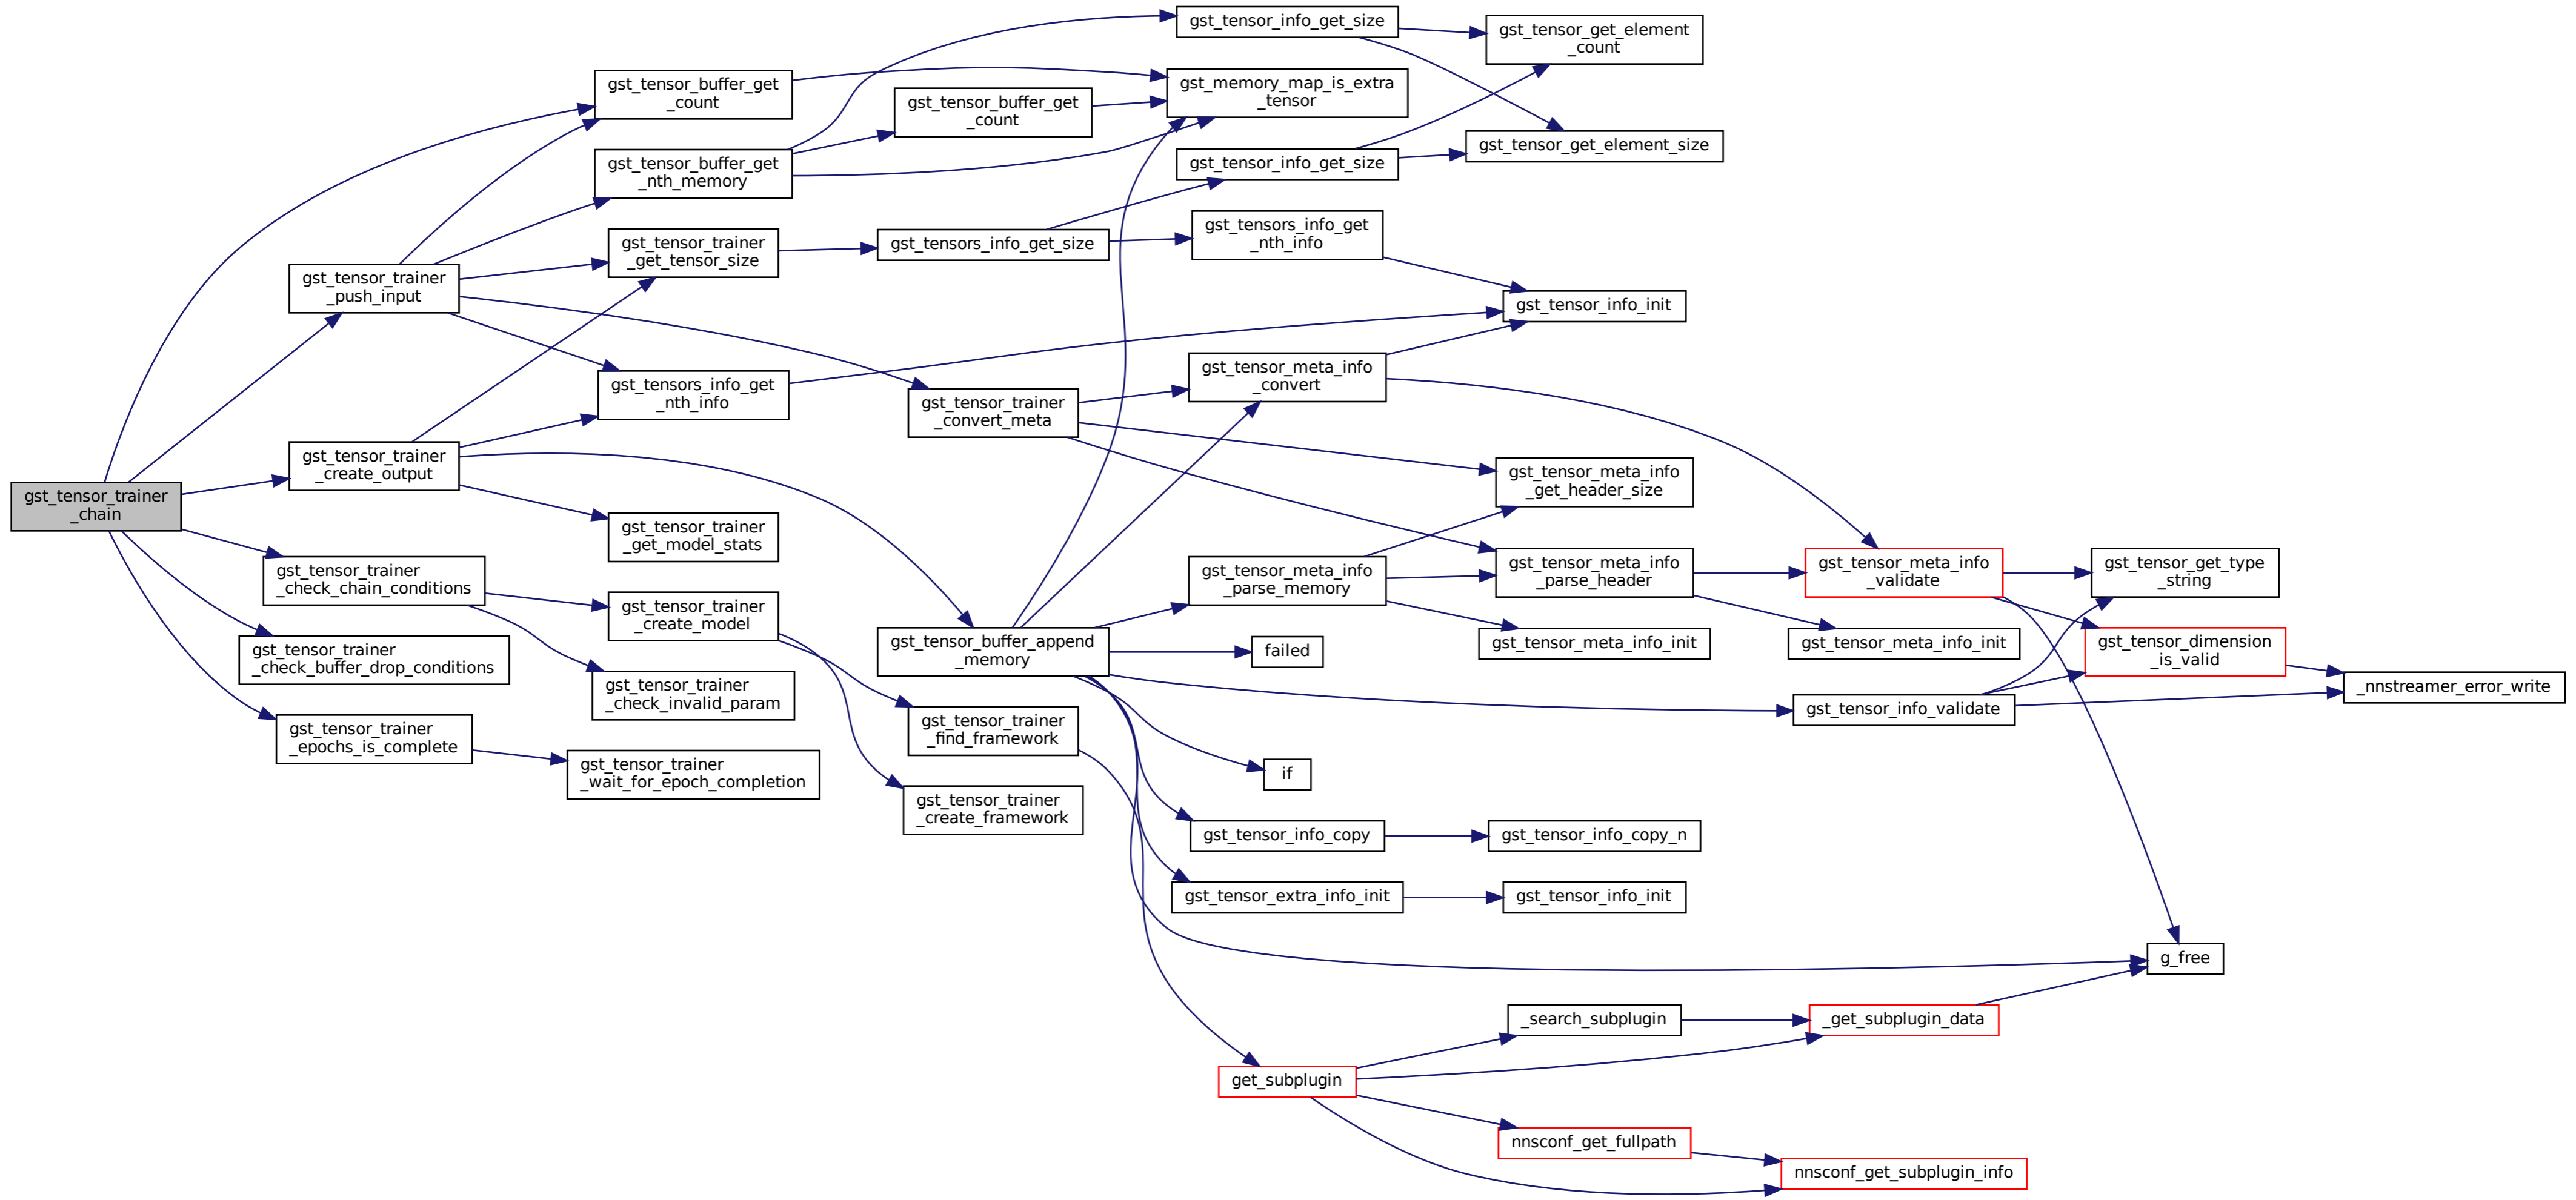 gst_tensor_trainer
_chain
gst_tensor_trainer
_push_input
gst_tensor_trainer
_create_output
gst_tensor_trainer
_check_chain_conditions
gst_tensor_trainer
_check_buffer_drop_conditions
gst_tensor_trainer
_epochs_is_complete
gst_tensor_buffer_get
_count
gst_tensor_buffer_get
_nth_memory
gst_tensor_trainer
_get_tensor_size
gst_tensors_info_get
_nth_info
gst_tensor_trainer
_get_model_stats
gst_tensor_trainer
_create_model
gst_tensor_trainer
_check_invalid_param
gst_tensor_trainer
_wait_for_epoch_completion
gst_tensor_buffer_get
_count
gst_tensors_info_get_size
gst_tensor_trainer
_convert_meta
gst_tensor_buffer_append
_memory
gst_tensor_trainer
_find_framework
gst_tensor_trainer
_create_framework
gst_tensor_info_get_size
gst_memory_map_is_extra
_tensor
gst_tensor_info_get_size
gst_tensors_info_get
_nth_info
gst_tensor_meta_info
_convert
gst_tensor_meta_info
_parse_memory
failed
if
gst_tensor_info_copy
gst_tensor_extra_info_init
get_subplugin
gst_tensor_get_element
_count
gst_tensor_get_element_size
gst_tensor_info_init
gst_tensor_meta_info
_get_header_size
gst_tensor_meta_info
_parse_header
gst_tensor_meta_info_init
gst_tensor_info_copy_n
gst_tensor_info_init
_search_subplugin
nnsconf_get_fullpath
gst_tensor_meta_info
_validate
gst_tensor_meta_info_init
gst_tensor_info_validate
_get_subplugin_data
nnsconf_get_subplugin_info
gst_tensor_get_type
_string
gst_tensor_dimension
_is_valid
g_free
_nnstreamer_error_write